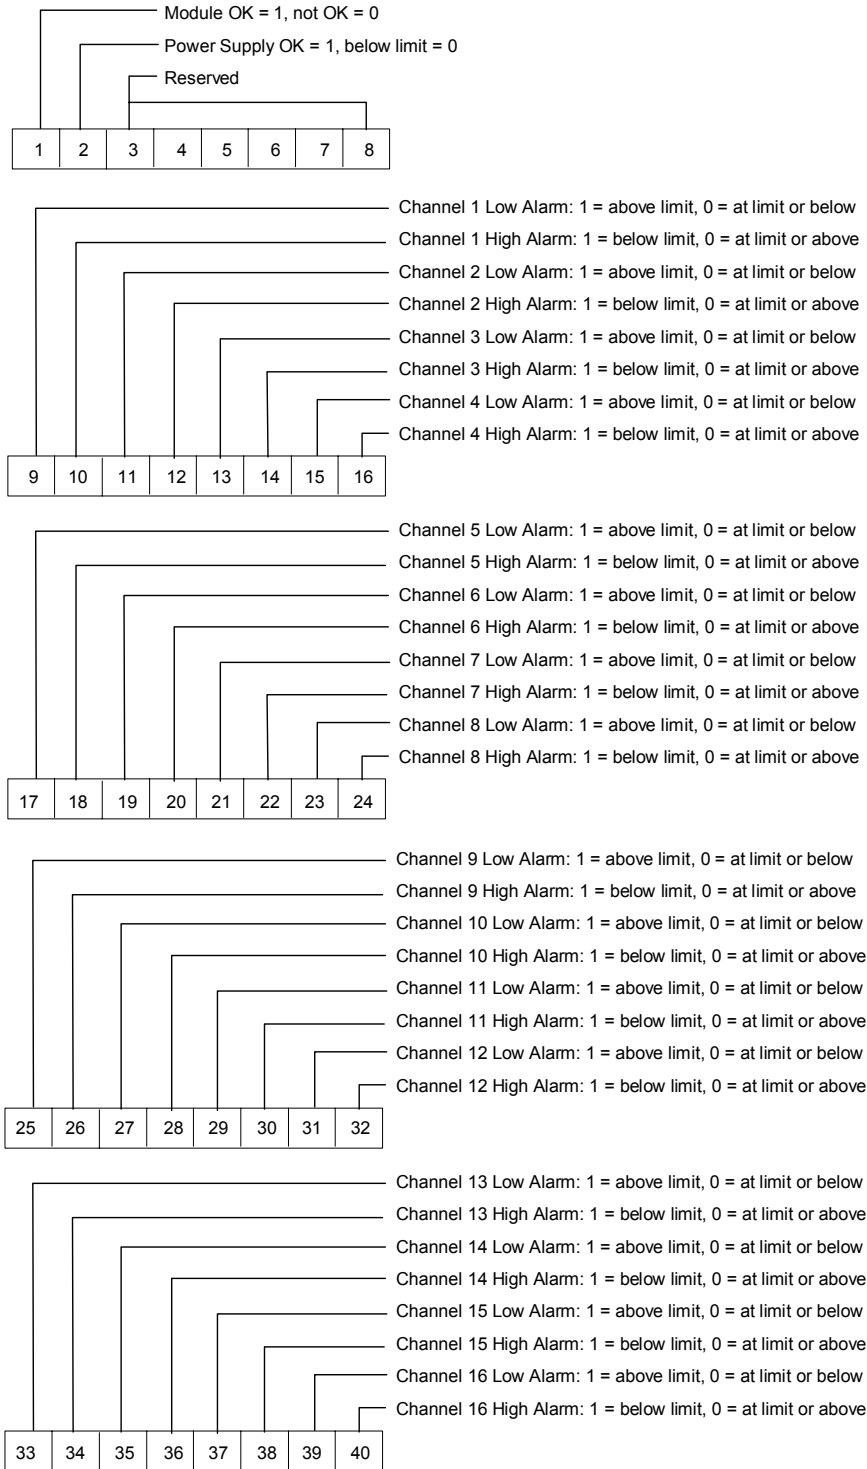 Module OK = 1, not OK = 0
Power Supply OK = 1, below limit = 0
Reserved
1 2 3 4 5 6 7 8
Channel 1 Low Alarm: 1 = above limit, 0 = at limit or below
Channel 1 High Alarm: 1 = below limit, 0 = at limit or above
Channel 2 Low Alarm: 1 = above limit, 0 = at limit or below
Channel 2 High Alarm: 1 = below limit, 0 = at limit or above
Channel 3 Low Alarm: 1 = above limit, 0 = at limit or below
Channel 3 High Alarm: 1 = below limit, 0 = at limit or above
Channel 4 Low Alarm: 1 = above limit, 0 = at limit or below
Channel 4 High Alarm: 1 = below limit, 0 = at limit or above
9 10 11 12 13 14 15 16
Channel 5 Low Alarm: 1 = above limit, 0 = at limit or below
Channel 5 High Alarm: 1 = below limit, 0 = at limit or above
Channel 6 Low Alarm: 1 = above limit, 0 = at limit or below
Channel 6 High Alarm: 1 = below limit, 0 = at limit or above
Channel 7 Low Alarm: 1 = above limit, 0 = at limit or below
Channel 7 High Alarm: 1 = below limit, 0 = at limit or above
Channel 8 Low Alarm: 1 = above limit, 0 = at limit or below
Channel 8 High Alarm: 1 = below limit, 0 = at limit or above
17 18 19 20 21 22 23 24
Channel 9 Low Alarm: 1 = above limit, 0 = at limit or below
Channel 9 High Alarm: 1 = below limit, 0 = at limit or above
Channel 10 Low Alarm: 1 = above limit, 0 = at limit or below
Channel 10 High Alarm: 1 = below limit, 0 = at limit or above
Channel 11 Low Alarm: 1 = above limit, 0 = at limit or below
Channel 11 High Alarm: 1 = below limit, 0 = at limit or above
Channel 12 Low Alarm: 1 = above limit, 0 = at limit or below
Channel 12 High Alarm: 1 = below limit, 0 = at limit or above
25 26 27 28 29 30 31 32
Channel 13 Low Alarm: 1 = above limit, 0 = at limit or below
Channel 13 High Alarm: 1 = below limit, 0 = at limit or above
Channel 14 Low Alarm: 1 = above limit, 0 = at limit or below
Channel 14 High Alarm: 1 = below limit, 0 = at limit or above
Channel 15 Low Alarm: 1 = above limit, 0 = at limit or below
Channel 15 High Alarm: 1 = below limit, 0 = at limit or above
Channel 16 Low Alarm: 1 = above limit, 0 = at limit or below
Channel 16 High Alarm: 1 = below limit, 0 = at limit or above
33 34 35 36 37 38 39 40